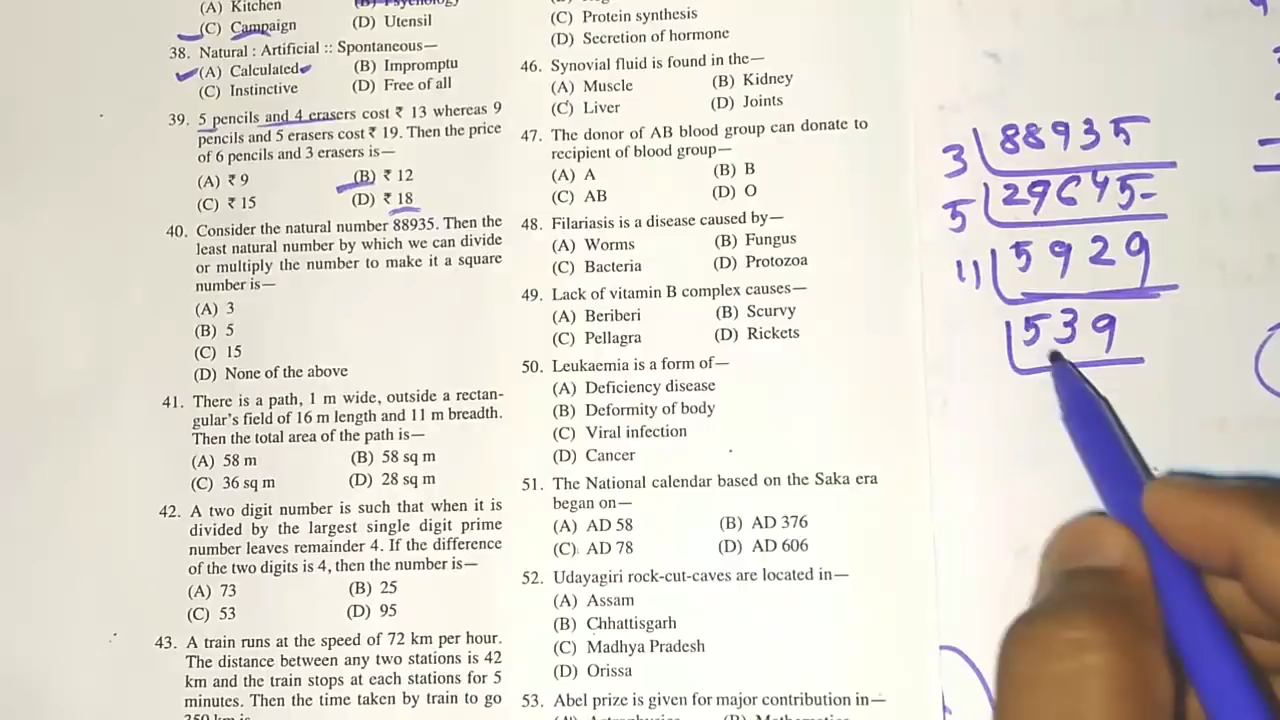 (A) Kitchen
(B) Psychology
(C) Campaign
(D) Utensil
38. Natural : Artificial :: Spontaneous—
(A) Calculated
(B) Impromptu
(C) Instinctive
(D) Free of all
39. 5 pencils and 4 erasers cost ₹ 13 whereas 9
pencils and 5 erasers cost ₹ 19. Then the price
of 6 pencils and 3 erasers is—
(A) ₹ 9
(B) ₹ 12
(C) ₹ 15
(D) ₹ 18
40. Consider the natural number 88935. Then the
least natural number by which we can divide
or multiply the number to make it a square
number is—
(A) 3
(B) 5
(C) 15
(D) None of the above
41. There is a path, 1 m wide, outside a rectan-
gular's field of 16 m length and 11 m breadth.
Then the total area of the path is—
(A) 58 m
(B) 58 sq m
(C) 36 sq m
(D) 28 sq m
42. A two digit number is such that when it is
divided by the largest single digit prime
number leaves remainder 4. If the difference
of the two digits is 4, then the number is—
(A) 73
(B) 25
(C) 53
(D) 95
43. A train runs at the speed of 72 km per hour.
The distance between any two stations is 42
km and the train stops at each stations for 5
minutes. Then the time taken by train to go
350 km is
(C) Protein synthesis
(D) Secretion of hormone
46. Synovial fluid is found in the—
(A) Muscle
(B) Kidney
(C) Liver
(D) Joints
47. The donor of AB blood group can donate to
recipient of blood group—
(A) A
(B) B
(C) AB
(D) O
48. Filariasis is a disease caused by—
(A) Worms
(B) Fungus
(C) Bacteria
(D) Protozoa
49. Lack of vitamin B complex causes—
(A) Beriberi
(B) Scurvy
(C) Pellagra
(D) Rickets
50. Leukaemia is a form of—
(A) Deficiency disease
(B) Deformity of body
(C) Viral infection
(D) Cancer
51. The National calendar based on the Saka era
began on—
(A) AD 58
(B) AD 376
(C) AD 78
(D) AD 606
52. Udayagiri rock-cut-caves are located in—
(A) Assam
(B) Chhattisgarh
(C) Madhya Pradesh
(D) Orissa
53. Abel prize is given for major contribution in—
3 88935
5 29645
11 5929
539